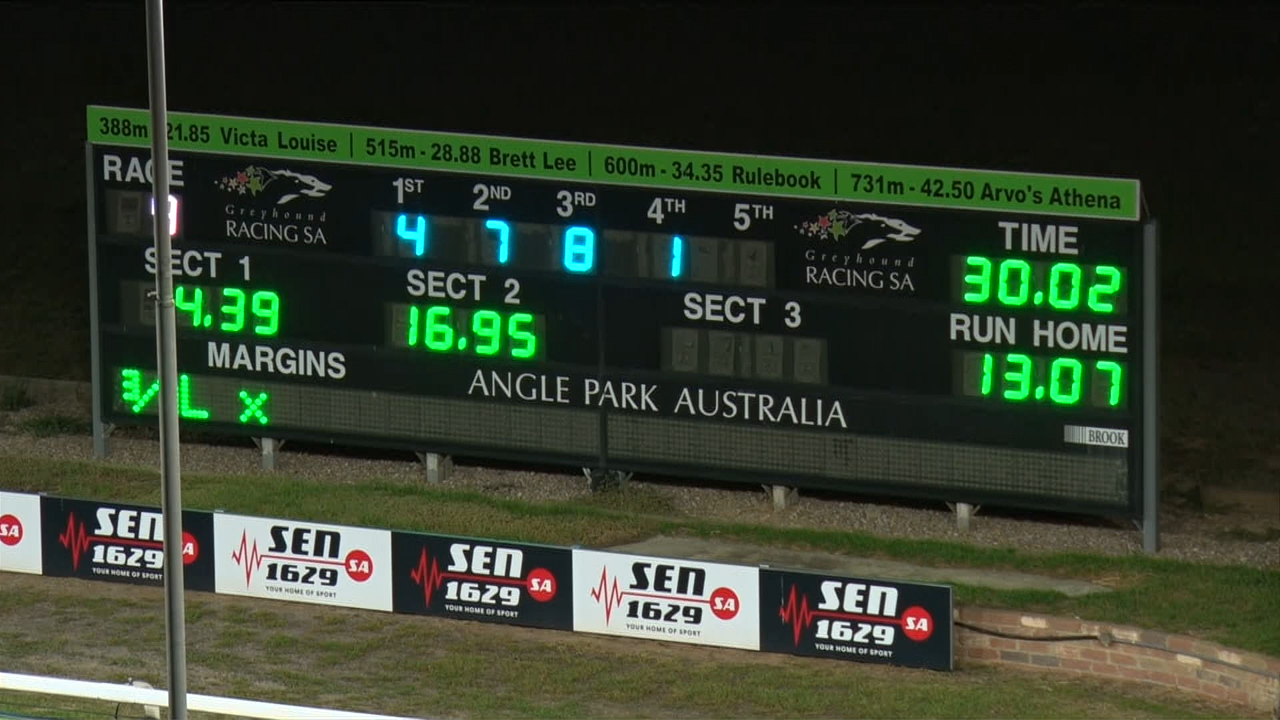 388m 21.85 Victa Louise | 515m - 28.88 Brett Lee | 600m - 34.35 Rulebook | 731m - 42.50 Arvo's Athena
RACE
Greyhound
RACING SA
1ST 2ND 3RD 4TH 5TH
4 7 8 1
Greyhound
RACING SA
TIME
30.02
SECT 1
4.39
SECT 2
16.95
SECT 3
RUN HOME
13.07
MARGINS
ANGLE PARK AUSTRALIA
BROOK
SA
SEN
1629
A
YOUR HOME OF SPORT
SEN
1629
SA
YOUR HOME OF SPORT
SEN
1629
SA
YOUR HOME OF SPORT
SEN
1629
SA
YOUR HOME OF SPORT
SEN
1629
SA
YOUR HOME OF SPORT